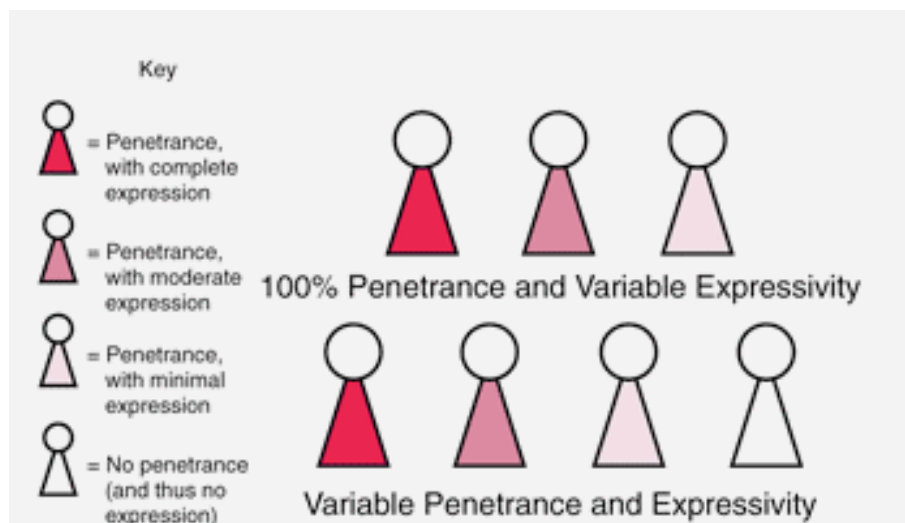 Key
= Penetrance,
with complete
expression
= Penetrance,
with moderate
expression
= Penetrance,
with minimal
expression
= No penetrance
(and thus no
expression)
100% Penetrance and Variable Expressivity
Variable Penetrance and Expressivity